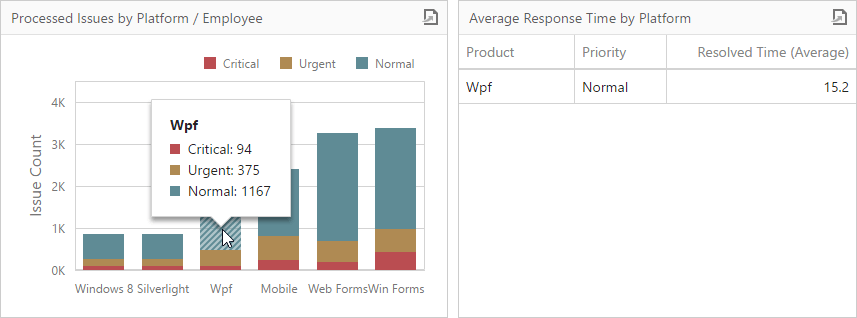 Processed Issues by Platform / Employee
Critical Urgent Normal
Issue Count
4K
3K
2K
1K
0K
Wpf
Critical: 94
Urgent: 375
Normal: 1167
Windows 8 Silverlight Wpf Mobile Web Forms Win Forms
Average Response Time by Platform
Product Priority Resolved Time (Average)
Wpf Normal 15.2